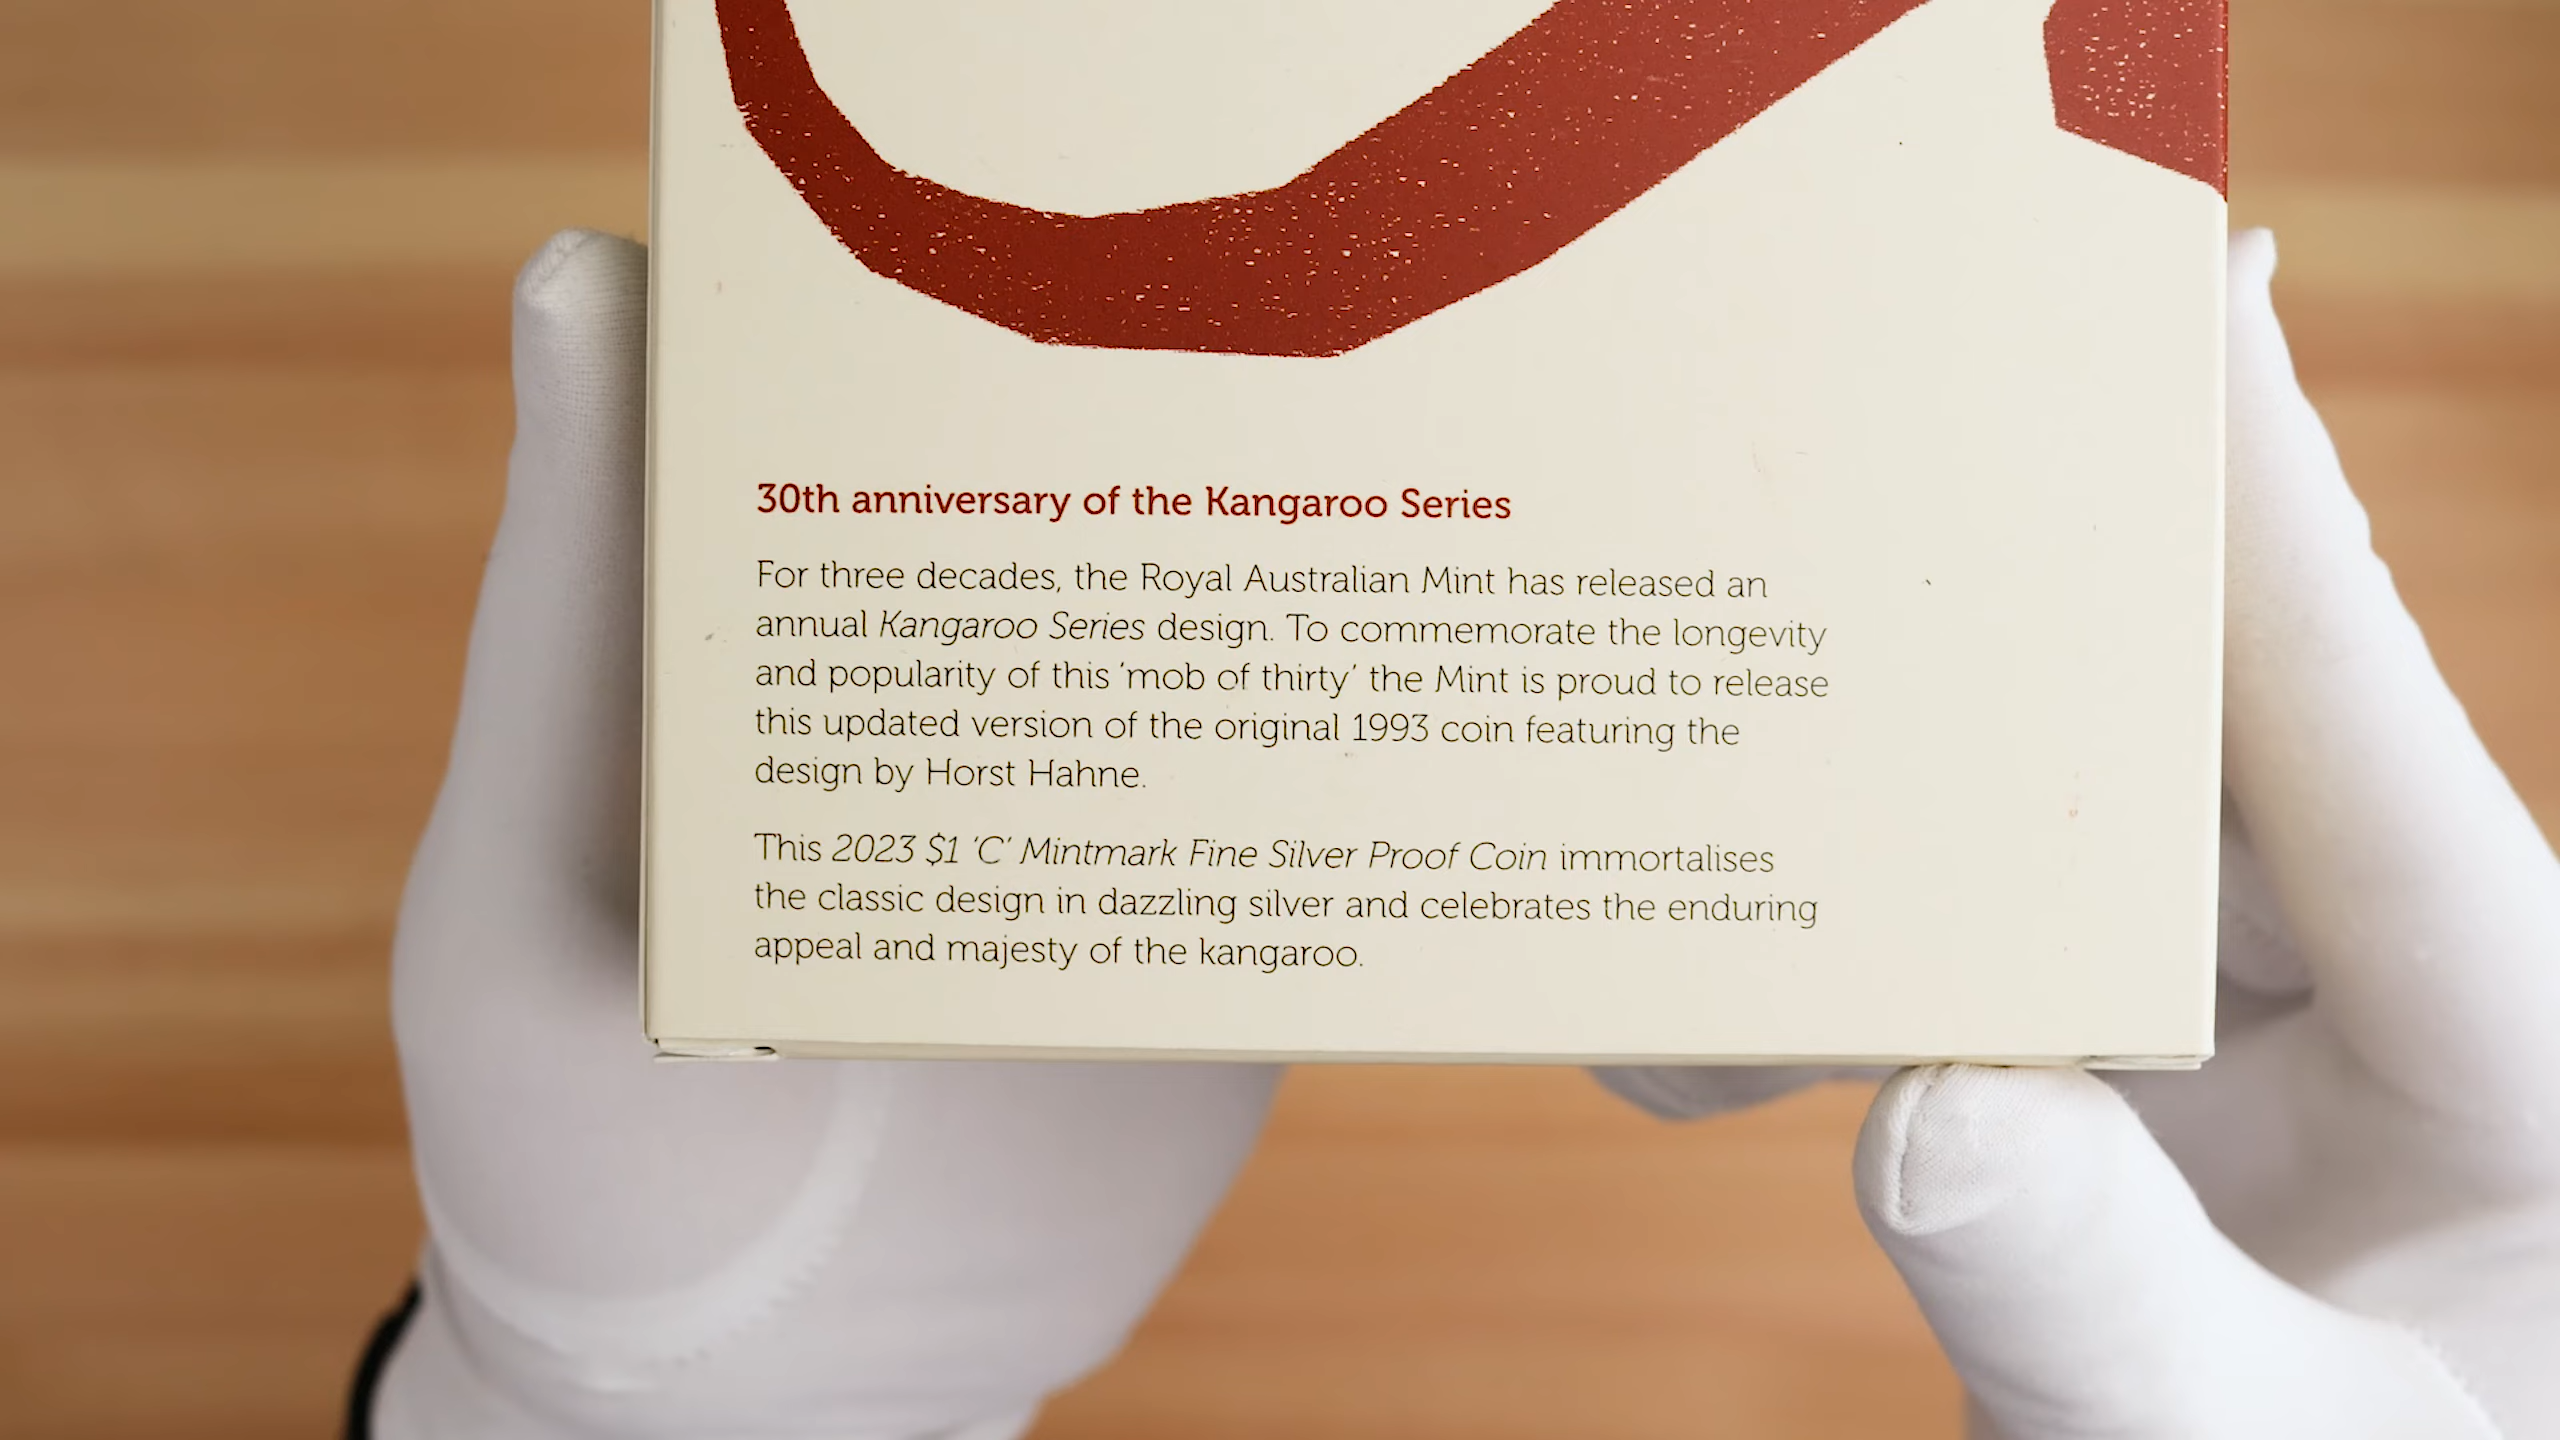 30th anniversary of the Kangaroo Series
For three decades, the Royal Australian Mint has released an
annual Kangaroo Series design. To commemorate the longevity
and popularity of this ‘mob of thirty’ the Mint is proud to release
this updated version of the original 1993 coin featuring the
design by Horst Hahne.
This 2023 $1 ‘C’ Mintmark Fine Silver Proof Coin immortalises
the classic design in dazzling silver and celebrates the enduring
appeal and majesty of the kangaroo.